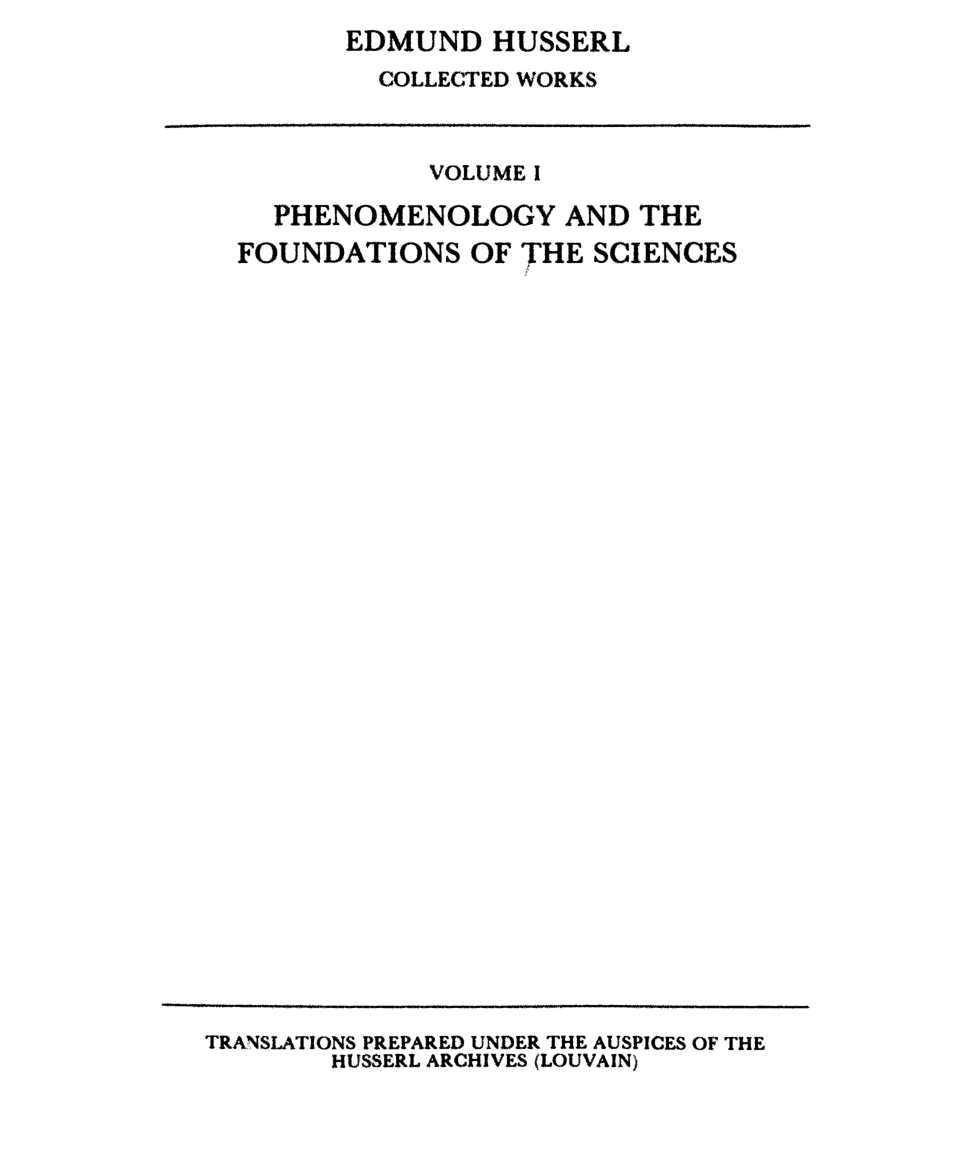 EDMUND HUSSERL
COLLECTED WORKS
VOLUME I
PHENOMENOLOGY AND THE
FOUNDATIONS OF THE SCIENCES
TRANSLATIONS PREPARED UNDER THE AUSPICES OF THE
HUSSERL ARCHIVES (LOUVAIN)